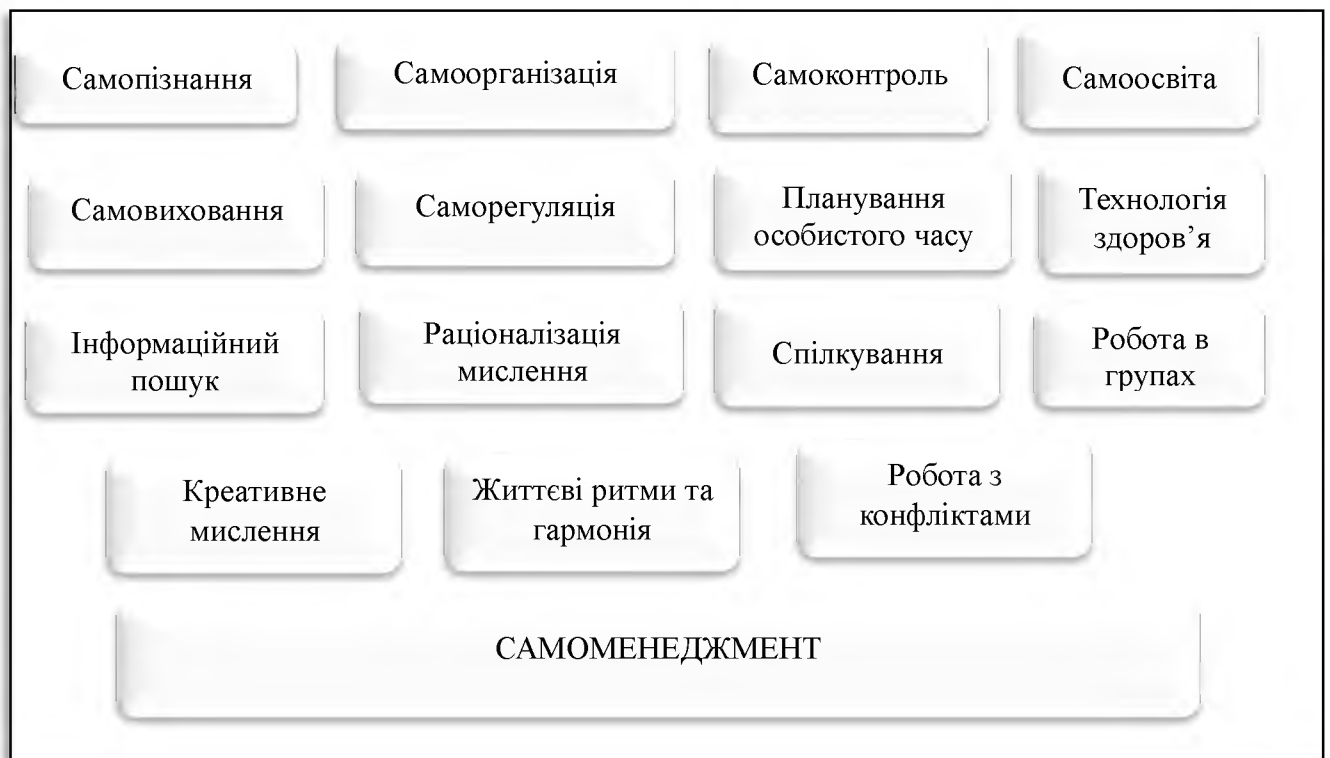 Самопізнання
Самоорганізація
Самоконтроль
Самоосвіта
Самовиховання
Саморегуляція
Планування
особистого часу
Технологія
здоров’я
Інформаційний
пошук
Раціоналізація
мислення
Спілкування
Робота в
групах
Креативне
мислення
Життєві ритми та
гармонія
Робота з
конфліктами
САМОМЕНЕДЖМЕНТ